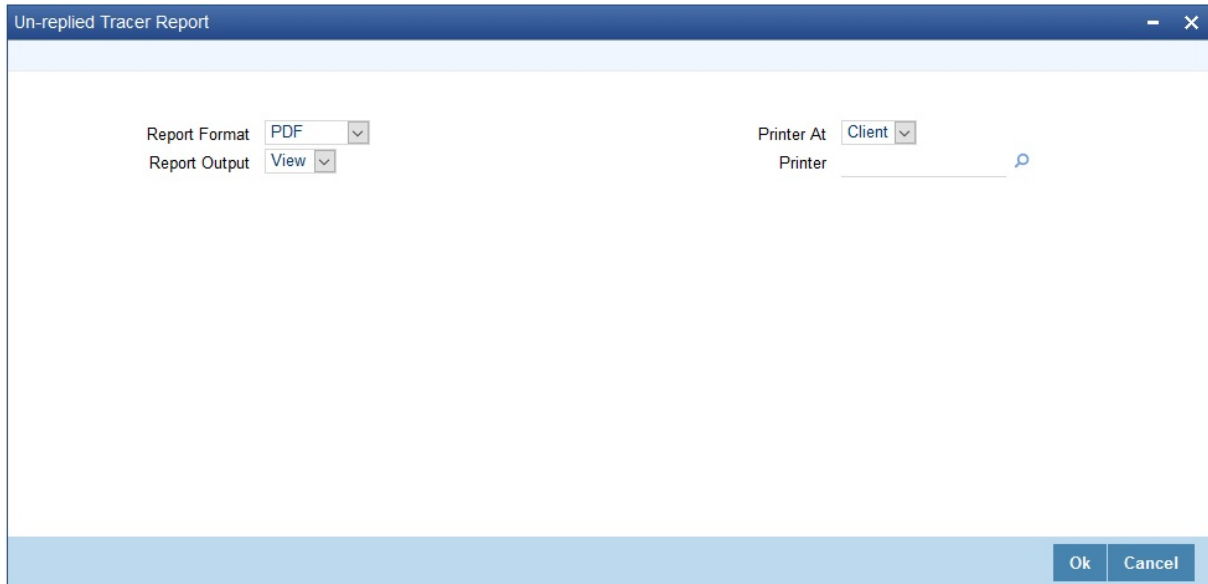 Un-replied Tracer Report
Report Format PDF
Printer At Client
Report Output View
Printer
Ok Cancel